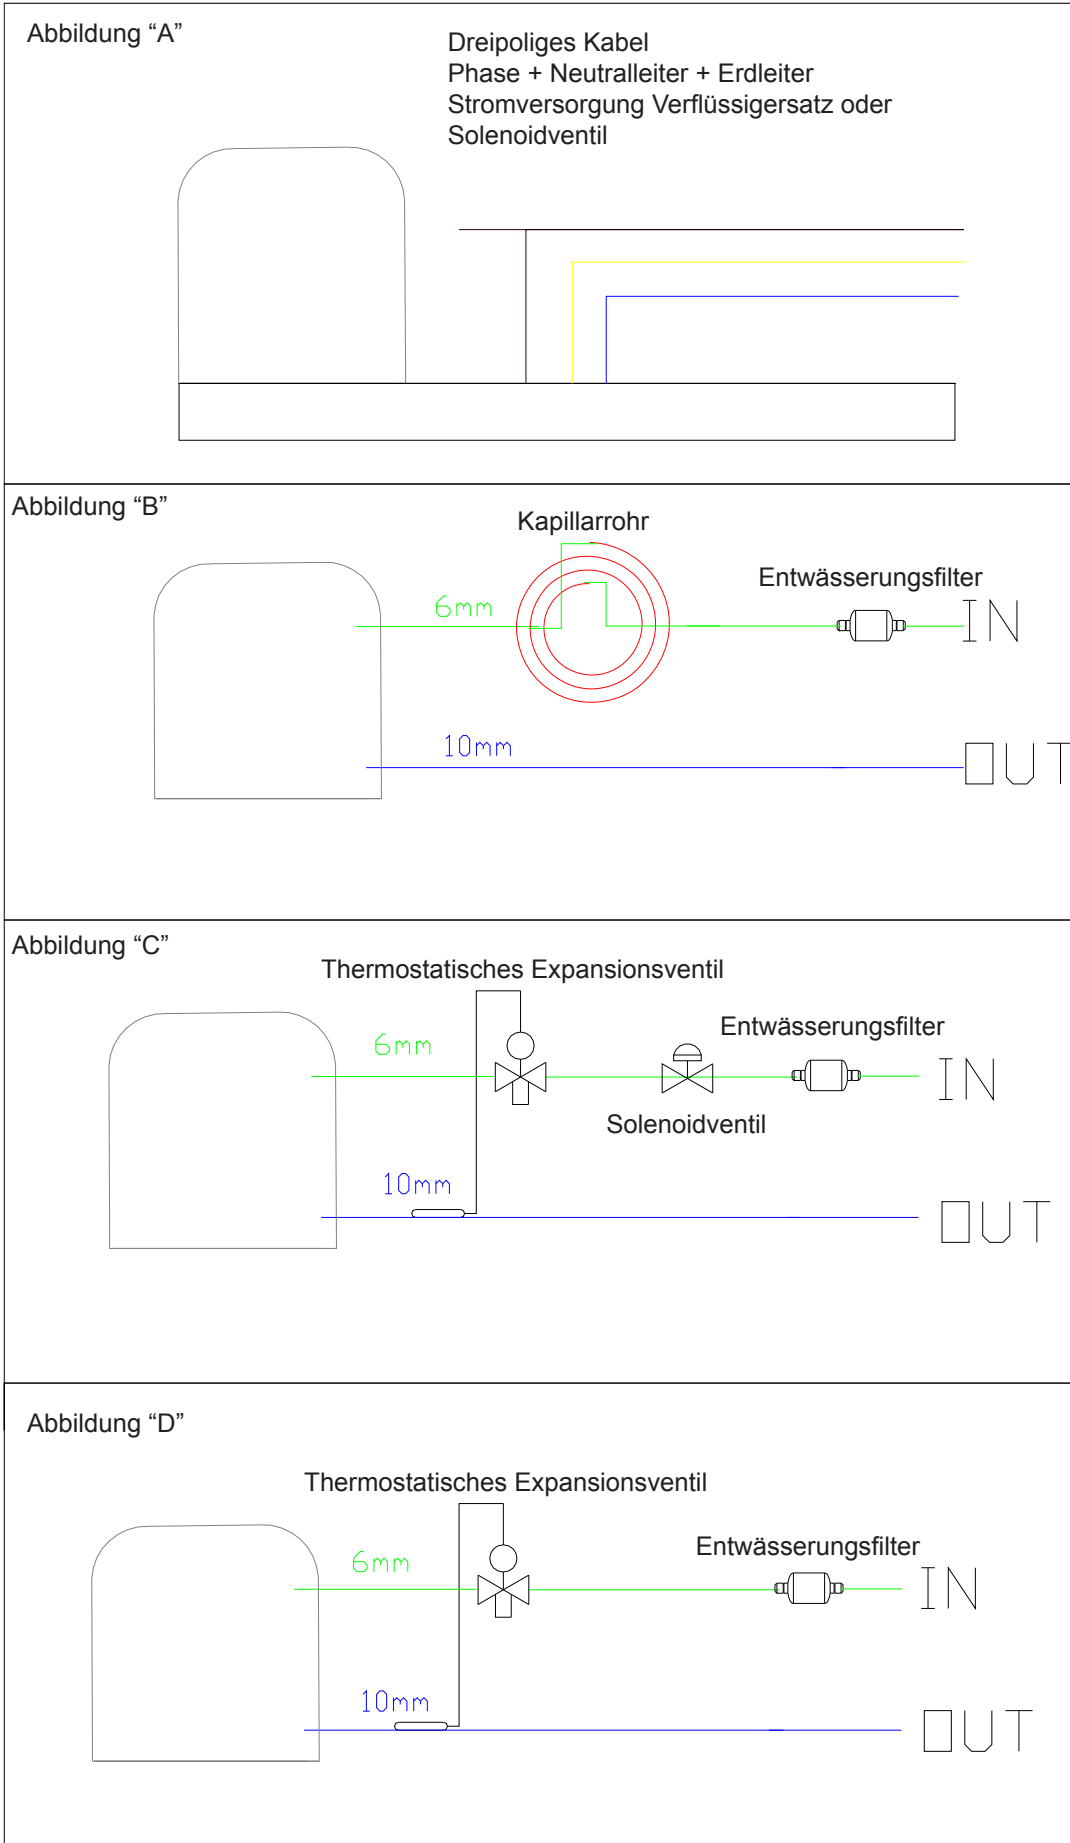 Abbildung “A”
Dreipoliges Kabel
Phase + Neutralleiter + Erdleiter
Stromversorgung Verflüssigersatz oder
Solenoidventil
Abbildung “B”
Kapillarrohr
Entwässerungsfilter
6mm
IN
10mm
OUT
Abbildung “C”
Thermostatisches Expansionsventil
Entwässerungsfilter
6mm
IN
Solenoidventil
10mm
OUT
Abbildung “D”
Thermostatisches Expansionsventil
Entwässerungsfilter
6mm
IN
10mm
OUT